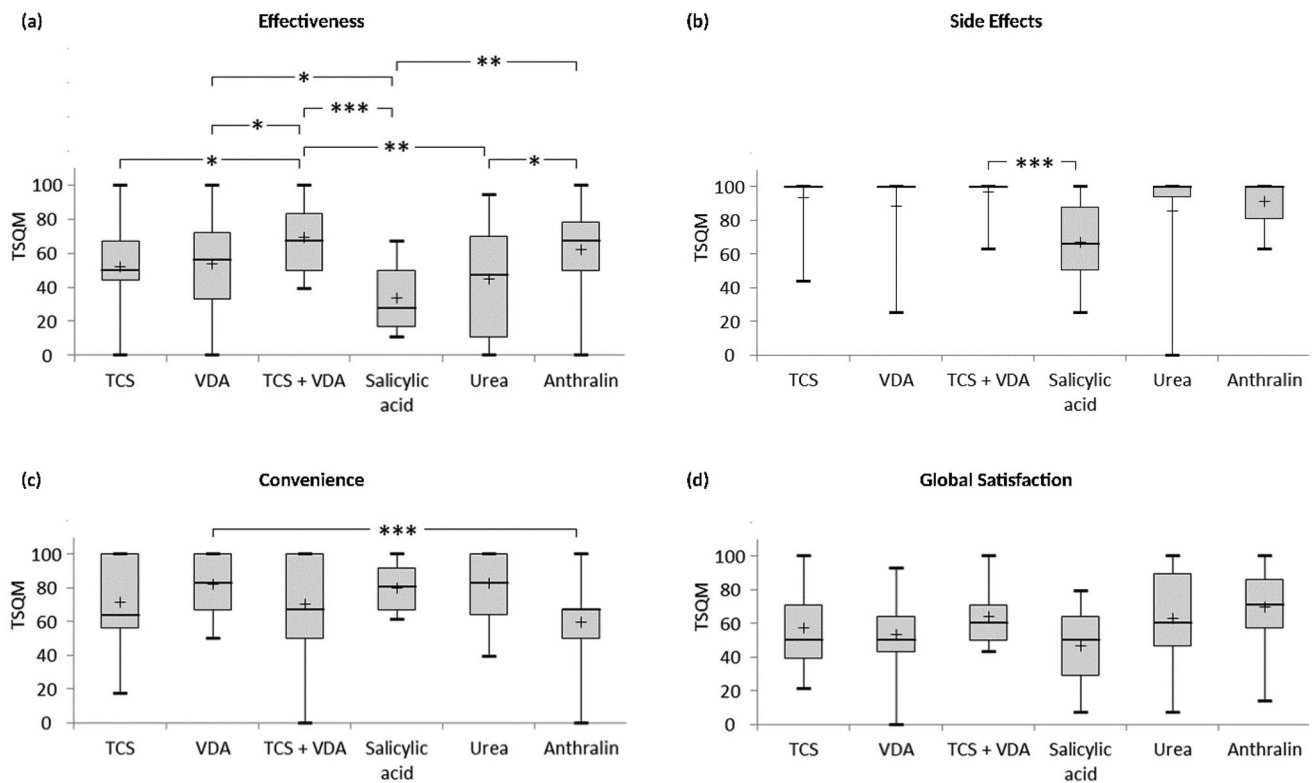 (a)
Effectiveness
**
*
***
*
*
**
*
TSQM
100
80
60
40
20
0
TCS
VDA
TCS + VDA
Salicylic
acid
Urea
Anthralin
(b)
Side Effects
***
TSQM
100
80
60
40
20
0
TCS
VDA
TCS + VDA
Salicylic
acid
Urea
Anthralin
(c)
Convenience
***
TSQM
100
80
60
40
20
0
TCS
VDA
TCS + VDA
Salicylic
acid
Urea
Anthralin
(d)
Global Satisfaction
TSQM
100
80
60
40
20
0
TCS
VDA
TCS + VDA
Salicylic
acid
Urea
Anthralin